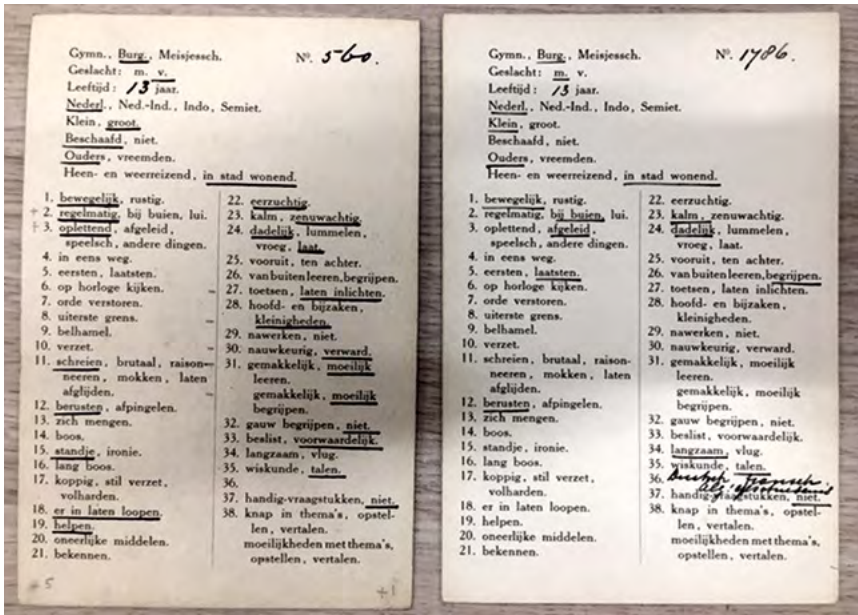 Gymn., Burg., Meisjessch. Nº. 560.
Geslacht: m. v.
Leeftijd: 13 jaar.
Nederl., Ned.-Ind., Indo, Semiet.
Klein, groot.
Beschaafd, niet.
Ouders, vreemden.
Heen- en weerreizend, in stad wonend.
1. bewegelijk, rustig.
+ 2. regelmatig, bij buien, lui.
+ 3. oplettend, afgeleid,
speelsch, andere dingen.
4. in eens weg.
5. eersten, laatsten.
6. op horloge kijken.
7. orde verstoren.
8. uiterste grens.
9. belhamel.
10. verzet.
11. schreien, brutaal, raison-
neeren, mokken, laten
afglijden.
12. berusten, afpingelen.
13. zich mengen.
14. boos.
15. standje, ironie.
16. lang boos.
17. koppig, stil verzet,
volharden.
18. er in laten loopen.
19. helpen.
20. oneerlijke middelen.
21. bekennen.
+5
22. eerzuchtig.
23. kalm, zenuwachtig.
24. dadelijk, lummelen,
vroeg, laat.
25. vooruit, ten achter.
26. van buiten leeren, begrijpen.
27. toetsen, laten inlichten.
28. hoofd- en bijzaken,
kleinigheden.
29. nawerken, niet.
30. nauwkeurig, verward.
31. gemakkelijk, moeilijk
leeren.
gemakkelijk, moeilijk
begrijpen.
32. gauw begrijpen, niet.
33. beslist, voorwaardelijk.
34. langzaam, vlug.
35. wiskunde, talen.
36.
37. handig-vraagstukken, niet.
38. knap in thema's, opstel-
len, vertalen.
moeilijkheden met thema's,
opstellen, vertalen.
+1
Gymn., Burg., Meisjessch. Nº. 1786.
Geslacht: m. v.
Leeftijd: 13 jaar.
Nederl., Ned.-Ind., Indo, Semiet.
Klein, groot.
Beschaafd, niet.
Ouders, vreemden.
Heen- en weerreizend, in stad wonend.
1. bewegelijk, rustig.
2. regelmatig, bij buien, lui.
3. oplettend, afgeleid,
speelsch, andere dingen.
4. in eens weg.
5. eersten, laatsten.
6. op horloge kijken.
7. orde verstoren.
8. uiterste grens.
9. belhamel.
10. verzet.
11. schreien, brutaal, raison-
neeren, mokken, laten
afglijden.
12. berusten, afpingelen.
13. zich mengen.
14. boos.
15. standje, ironie.
16. lang boos.
17. koppig, stil verzet,
volharden.
18. er in laten loopen.
19. helpen.
20. oneerlijke middelen.
21. bekennen.
22. eerzuchtig.
23. kalm, zenuwachtig.
24. dadelijk, lummelen,
vroeg, laat.
25. vooruit, ten achter.
26. van buiten leeren, begrijpen.
27. toetsen, laten inlichten.
28. hoofd- en bijzaken,
kleinigheden.
29. nawerken, niet.
30. nauwkeurig, verward.
31. gemakkelijk, moeilijk
leeren.
gemakkelijk, moeilijk
begrijpen.
32. gauw begrijpen, niet.
33. beslist, voorwaardelijk.
34. langzaam, vlug.
35. wiskunde, talen.
36. Duitsch Fransch
Alg. geschiedenis
37. handig-vraagstukken, niet.
38. knap in thema's, opstel-
len, vertalen.
moeilijkheden met thema's,
opstellen, vertalen.